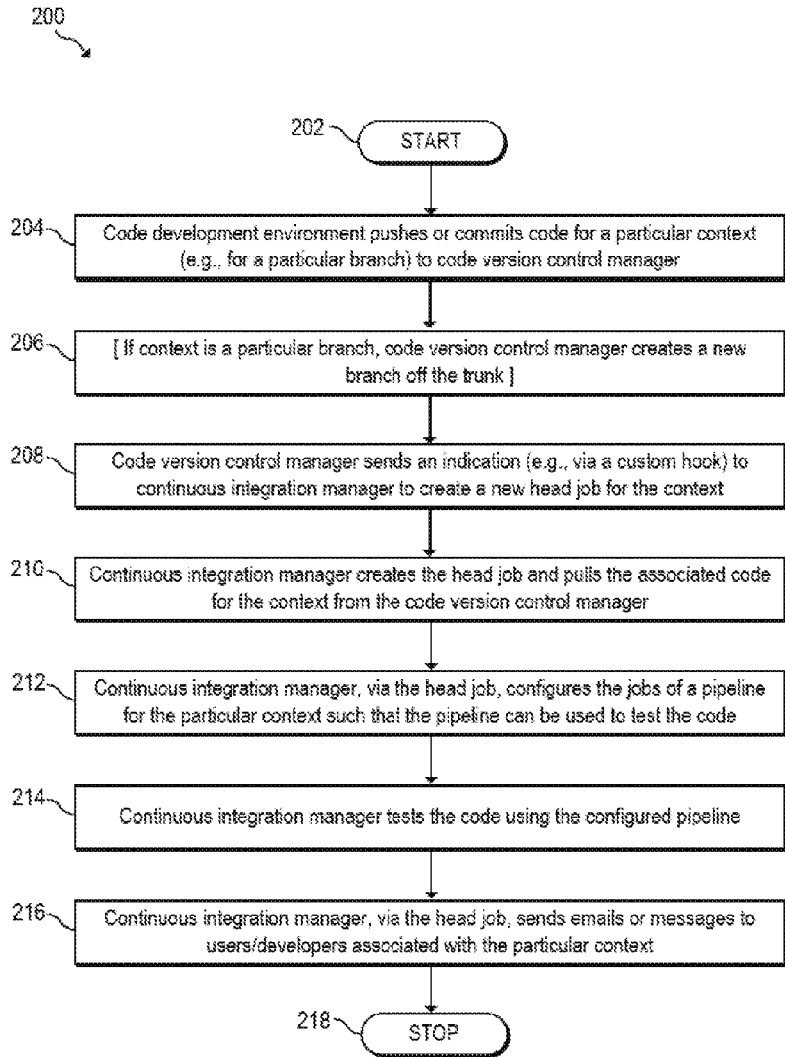 200
202
START
204
Code development environment pushes or commits code for a particular context
(e.g., for a particular branch) to code version control manager
206
[ If context is a particular branch, code version control manager creates a new
branch off the trunk ]
208
Code version control manager sends an indication (e.g., via a custom hook) to
continuous integration manager to create a new head job for the context
210
Continuous integration manager creates the head job and pulls the associated code
for the context from the code version control manager
212
Continuous integration manager, via the head job, configures the jobs of a pipeline
for the particular context such that the pipeline can be used to test the code
214
Continuous integration manager tests the code using the configured pipeline
216
Continuous integration manager, via the head job, sends emails or messages to
users/developers associated with the particular context
218
STOP